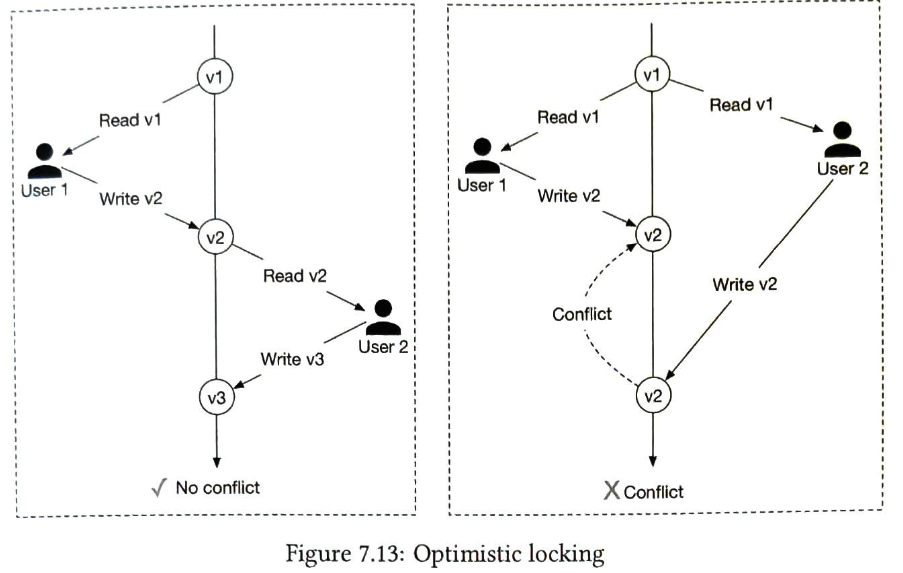 v1
Read v1
User 1
Write v2
v2
Read v2
User 2
Write v3
v3
✓ No conflict
v1
Read v1
Read v1
User 1
User 2
Write v2
v2
Write v2
Conflict
v2
X Conflict
Figure 7.13: Optimistic locking